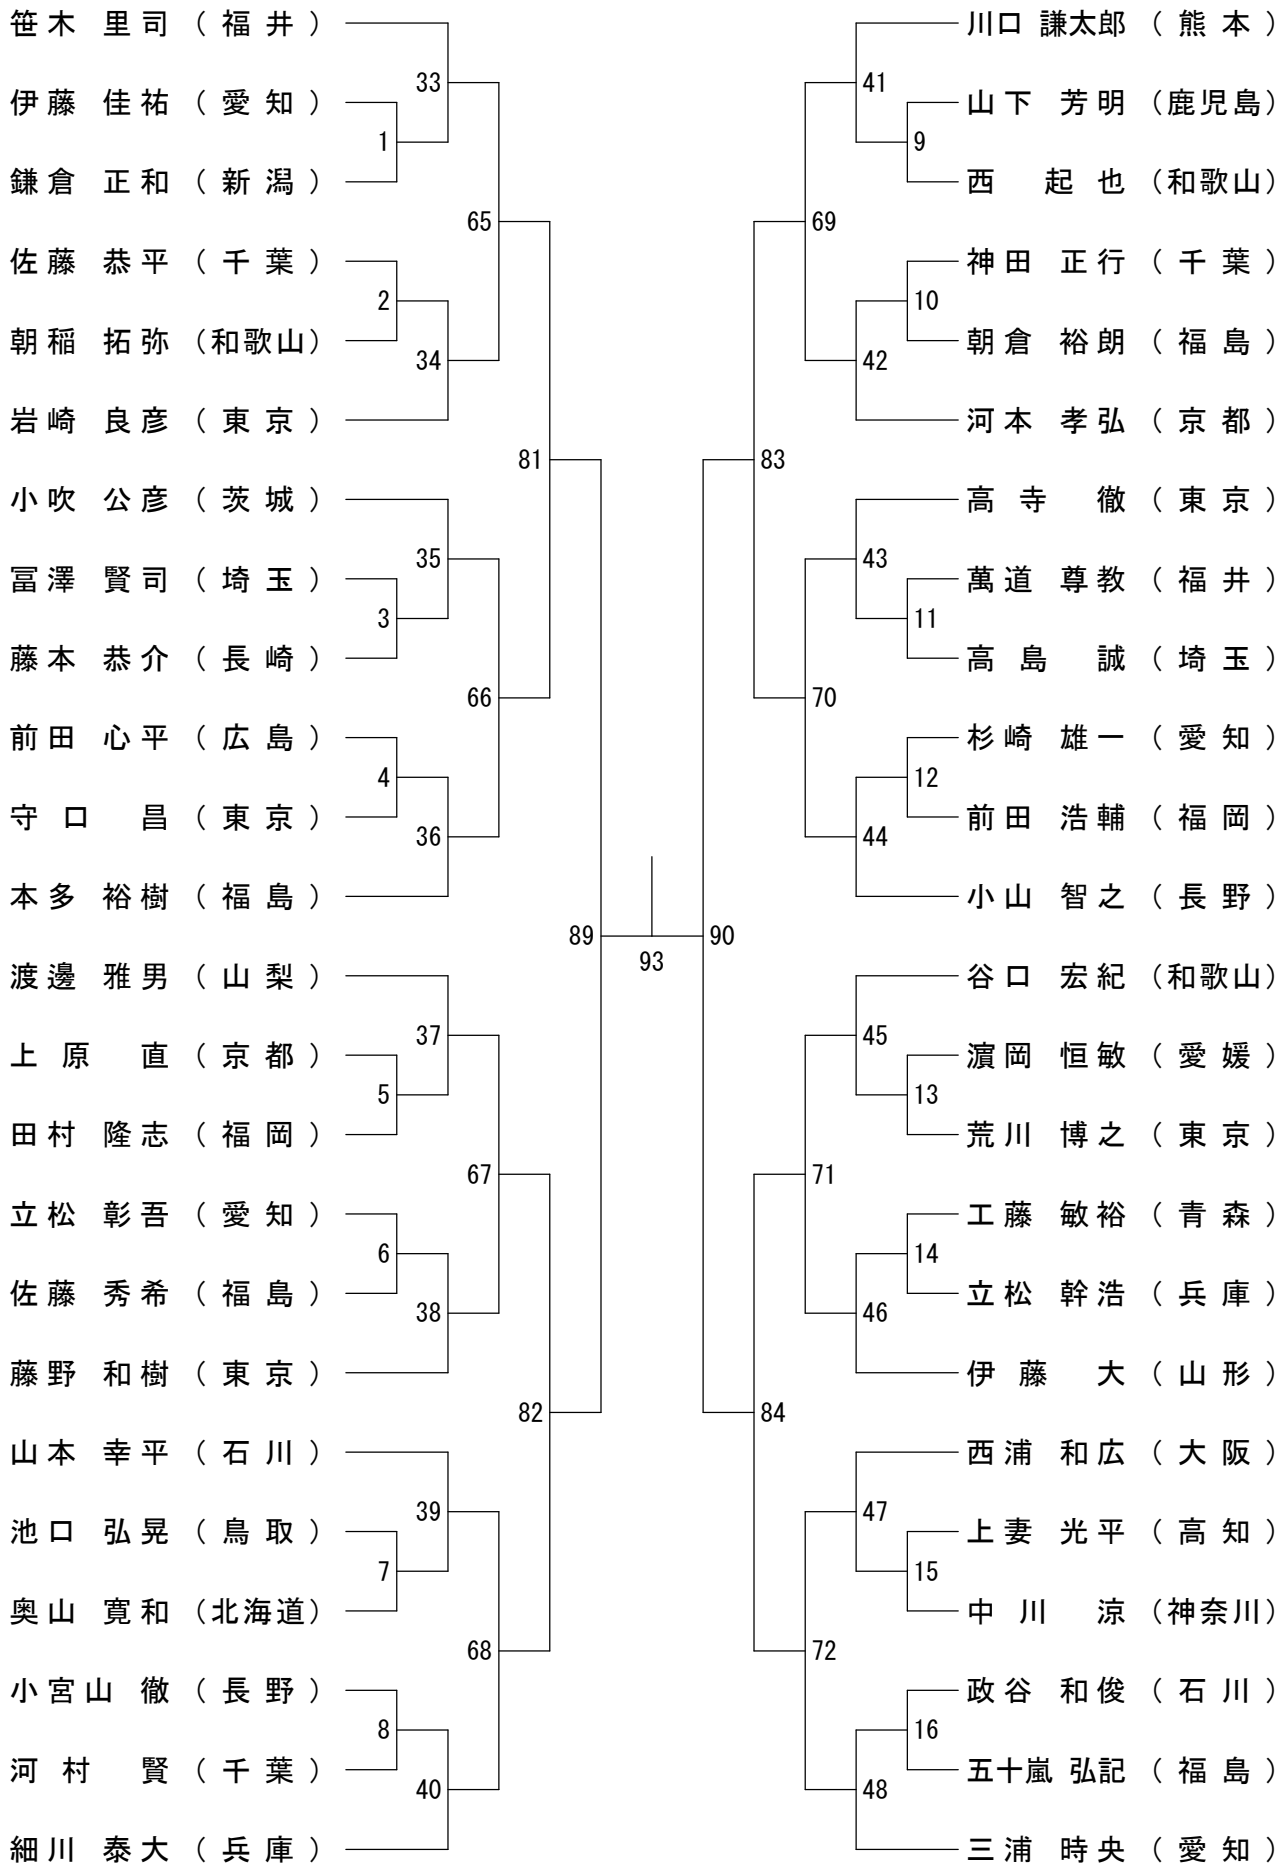 笹木 里司 （ 福井 ）
33
伊藤 佳祐 （ 愛知 ）
1
鎌倉 正和 （ 新潟 ）
65
佐藤 恭平 （ 千葉 ）
2
朝稲 拓弥 （和歌山）
34
岩崎 良彦 （ 東京 ）
81
小吹 公彦 （ 茨城 ）
35
冨澤 賢司 （ 埼玉 ）
3
藤本 恭介 （ 長崎 ）
66
前田 心平 （ 広島 ）
4
守口 昌 （ 東京 ）
36
本多 裕樹 （ 福島 ）
89
渡邊 雅男 （ 山梨 ）
37
上原 直 （ 京都 ）
5
田村 隆志 （ 福岡 ）
67
立松 彰吾 （ 愛知 ）
6
佐藤 秀希 （ 福島 ）
38
藤野 和樹 （ 東京 ）
82
山本 幸平 （ 石川 ）
39
池口 弘晃 （ 鳥取 ）
7
奥山 寛和 （北海道）
68
小宮山 徹 （ 長野 ）
8
河村 賢 （ 千葉 ）
40
細川 泰大 （ 兵庫 ）
93
川口 謙太郎 （ 熊本 ）
41
山下 芳明 （鹿児島）
9
西 起也 （和歌山）
69
神田 正行 （ 千葉 ）
10
朝倉 裕朗 （ 福島 ）
42
河本 孝弘 （ 京都 ）
83
高寺 徹 （ 東京 ）
43
萬道 尊教 （ 福井 ）
11
高島 誠 （ 埼玉 ）
70
杉崎 雄一 （ 愛知 ）
12
前田 浩輔 （ 福岡 ）
44
小山 智之 （ 長野 ）
90
谷口 宏紀 （和歌山）
45
濵岡 恒敏 （ 愛媛 ）
13
荒川 博之 （ 東京 ）
71
工藤 敏裕 （ 青森 ）
14
立松 幹浩 （ 兵庫 ）
46
伊藤 大 （ 山形 ）
84
西浦 和広 （ 大阪 ）
47
上妻 光平 （ 高知 ）
15
中川 涼 （神奈川）
72
政谷 和俊 （ 石川 ）
16
五十嵐 弘記 （ 福島 ）
48
三浦 時央 （ 愛知 ）